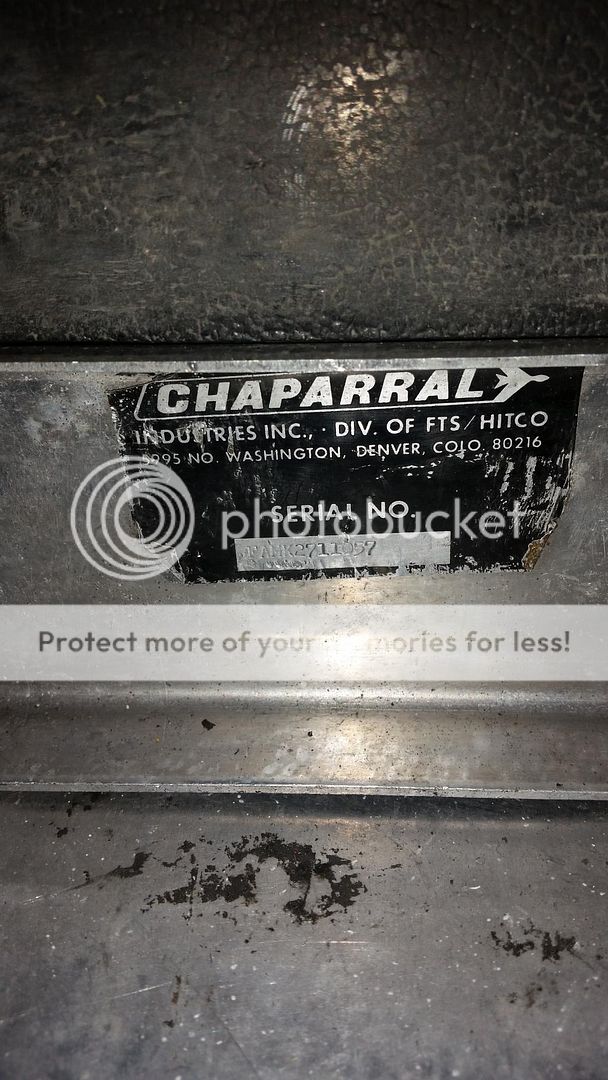 CHAPARRAL
INDUSTRIES INC., · DIV. OF FTS/HITCO
5995 NO. WASHINGTON, DENVER, COLO. 80216
SERIAL NO.
photobucket
Protect more of your memories for less!